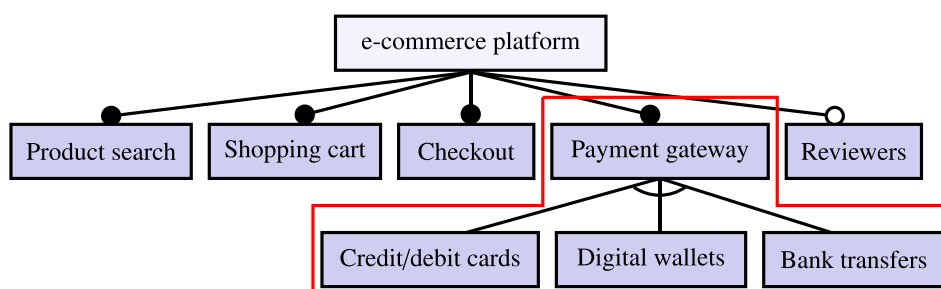 e-commerce platform
Product search
Shopping cart
Checkout
Payment gateway
Reviewers
Credit/debit cards
Digital wallets
Bank transfers